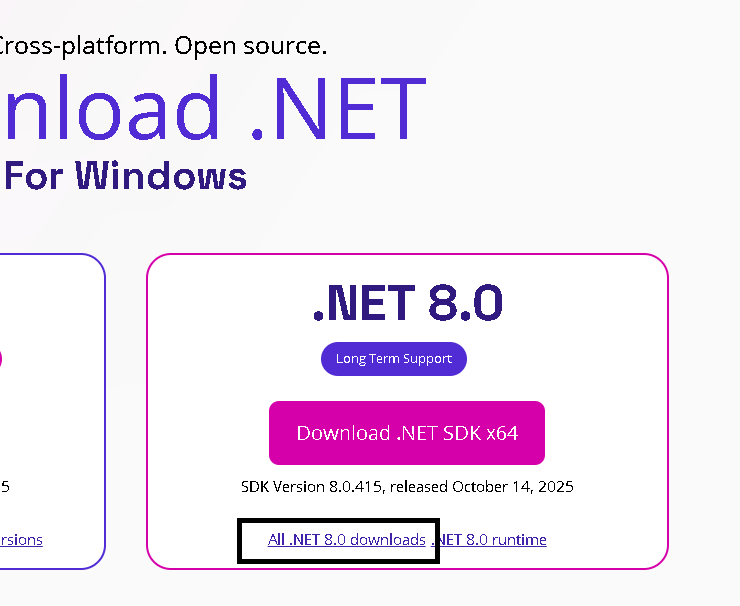 Cross-platform. Open source.
nload .NET
For Windows
.NET 8.0
Long Term Support
Download .NET SDK x64
5
SDK Version 8.0.415, released October 14, 2025
rsions
All .NET 8.0 downloads .NET 8.0 runtime